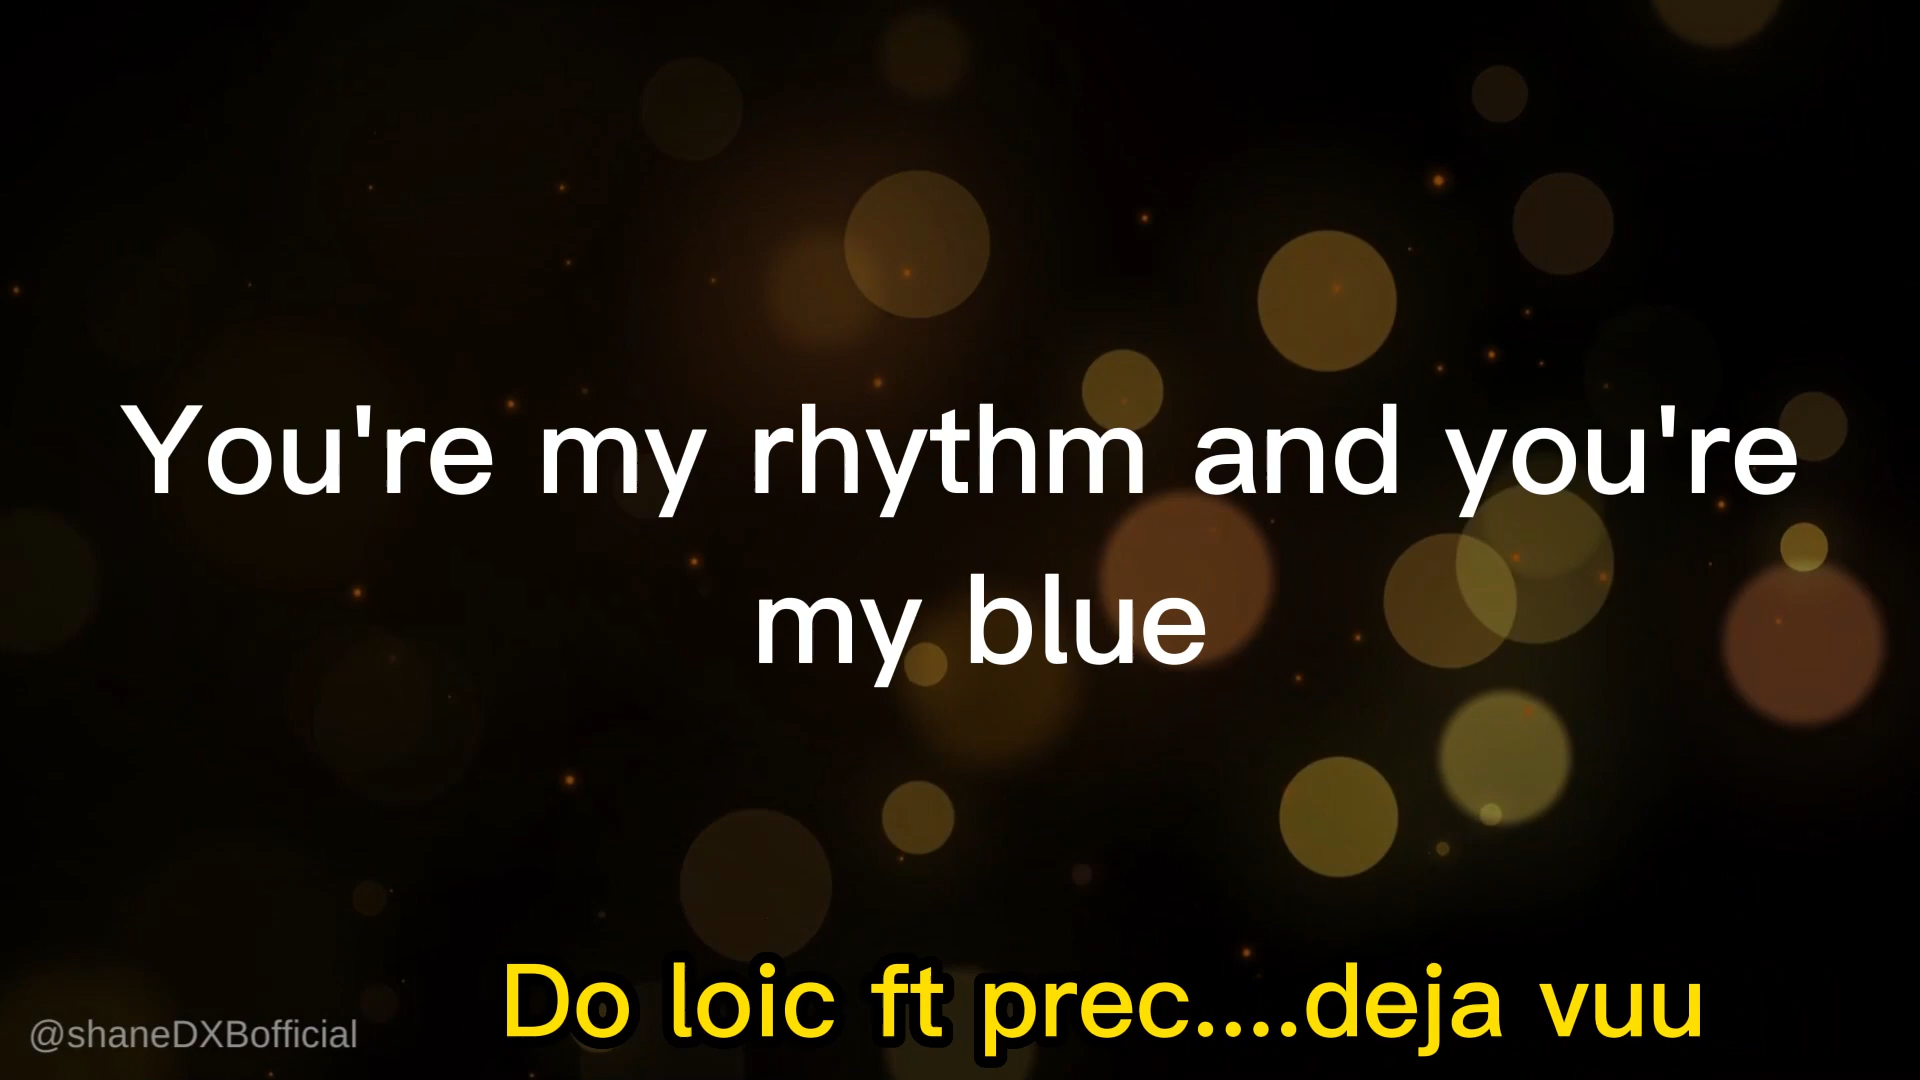 You're my rhythm and you're
my blue
Do loic ft prec....deja vuu
@shaneDXBofficial